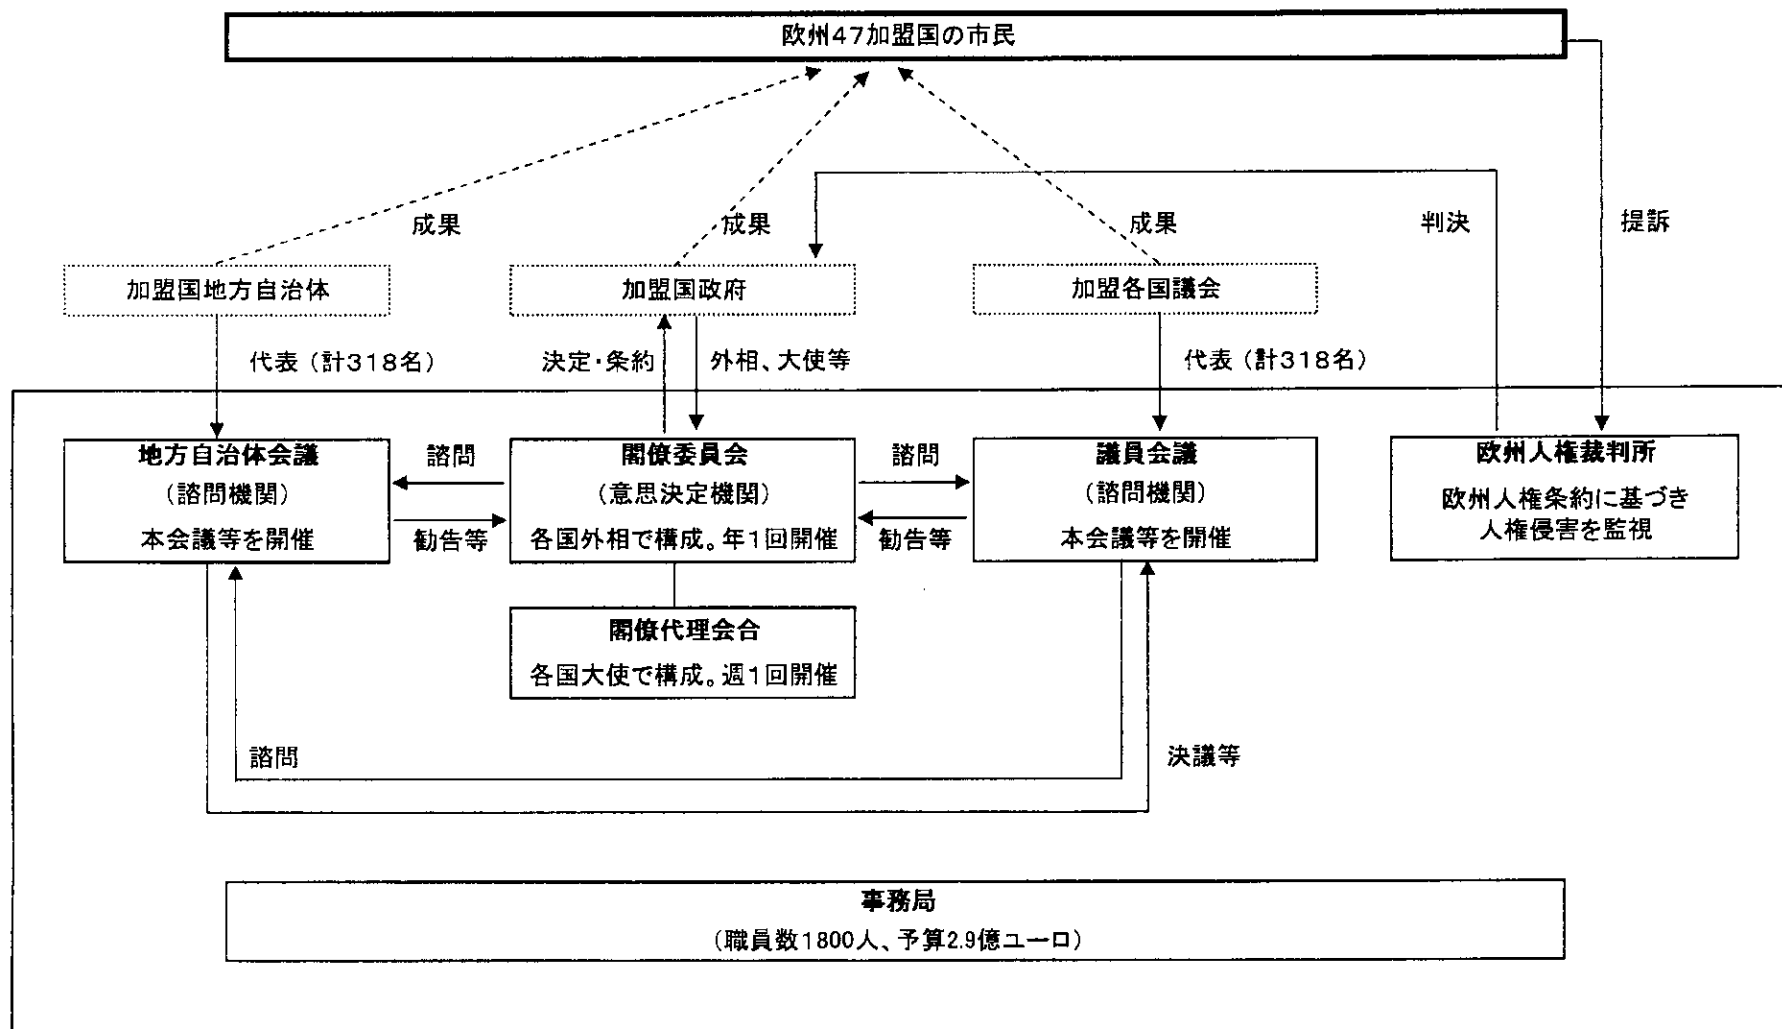 欧州47加盟国の市民
成果
成果
成果
判決
提訴
加盟国地方自治体
加盟国政府
加盟各国議会
代表（計318名）
決定・条約
外相、大使等
代表（計318名）
地方自治体会議
（諮問機関）
本会議等を開催
諮問
勧告等
閣僚委員会
（意思決定機関）
各国外相で構成。年1回開催
諮問
勧告等
議員会議
（諮問機関）
本会議等を開催
欧州人権裁判所
欧州人権条約に基づき
人権侵害を監視
閣僚代理会合
各国大使で構成。週1回開催
諮問
決議等
事務局
（職員数1800人、予算2.9億ユーロ）